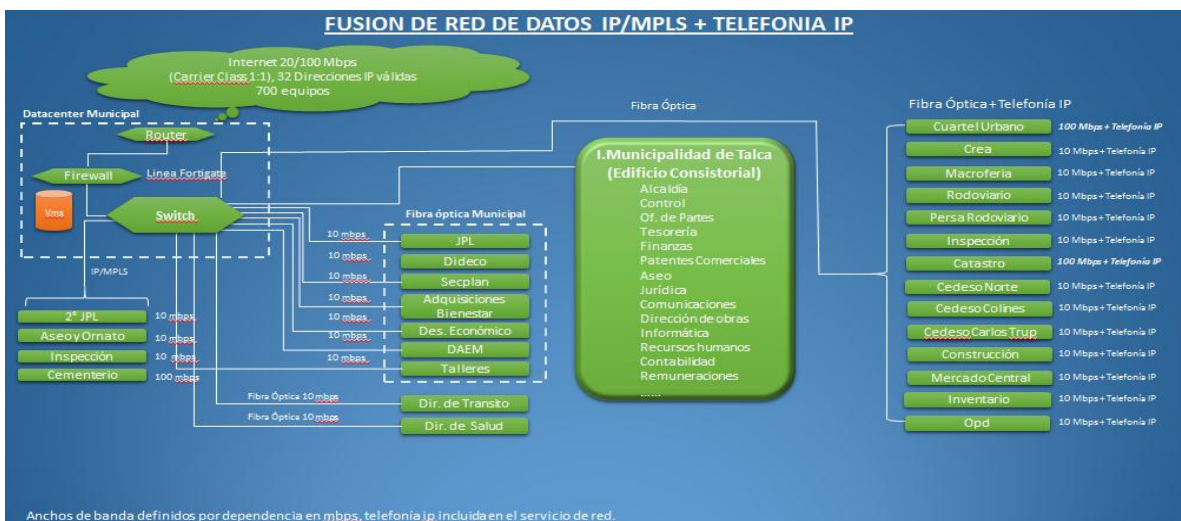 FUSION DE RED DE DATOS IP/MPLS + TELEFONIA IP
Internet 20/100 Mbps
(Carrier Class 1:1), 32 Direcciones IP válidas
700 equipos
Datacenter Municipal
Router
Firewall
Linea Fortigate
Vms
Switch
IP/MPLS
2° JPL
10 mbps
Aseo y Ornato
10 mbps
Inspección
10 mbps
Cementerio
100 mbps
Fibra óptica Municipal
10 mbps
JPL
10 mbps
Dideco
10 mbps
Secplan
10 mbps
Adquisiciones
Bienestar
10 mbps
Des. Económico
10 mbps
DAEM
10 mbps
Talleres
Fibra Óptica 10 mbps
Dir. de Transito
Fibra Óptica 10 mbps
Dir. de Salud
Fibra Óptica
I.Municipalidad de Talca
(Edificio Consistorial)
Alcaldía
Control
Of. de Partes
Tesorería
Finanzas
Patentes Comerciales
Aseo
Jurídica
Comunicaciones
Dirección de obras
Informática
Recursos humanos
Contabilidad
Remuneraciones
......
Fibra Óptica + Telefonía IP
Cuartel Urbano
100 Mbps + Telefonía IP
Crea
10 Mbps + Telefonía IP
Macroferia
10 Mbps + Telefonía IP
Rodoviario
10 Mbps + Telefonía IP
Persa Rodoviario
10 Mbps + Telefonía IP
Inspección
10 Mbps + Telefonía IP
Catastro
100 Mbps + Telefonía IP
Cedeso Norte
10 Mbps + Telefonía IP
Cedeso Colines
10 Mbps + Telefonía IP
Cedeso Carlos Trup
10 Mbps + Telefonía IP
Construcción
10 Mbps + Telefonía IP
Mercado Central
10 Mbps + Telefonía IP
Inventario
10 Mbps + Telefonía IP
Opd
10 Mbps + Telefonía IP
Anchos de banda definidos por dependencia en mbps, telefonía ip incluida en el servicio de red.